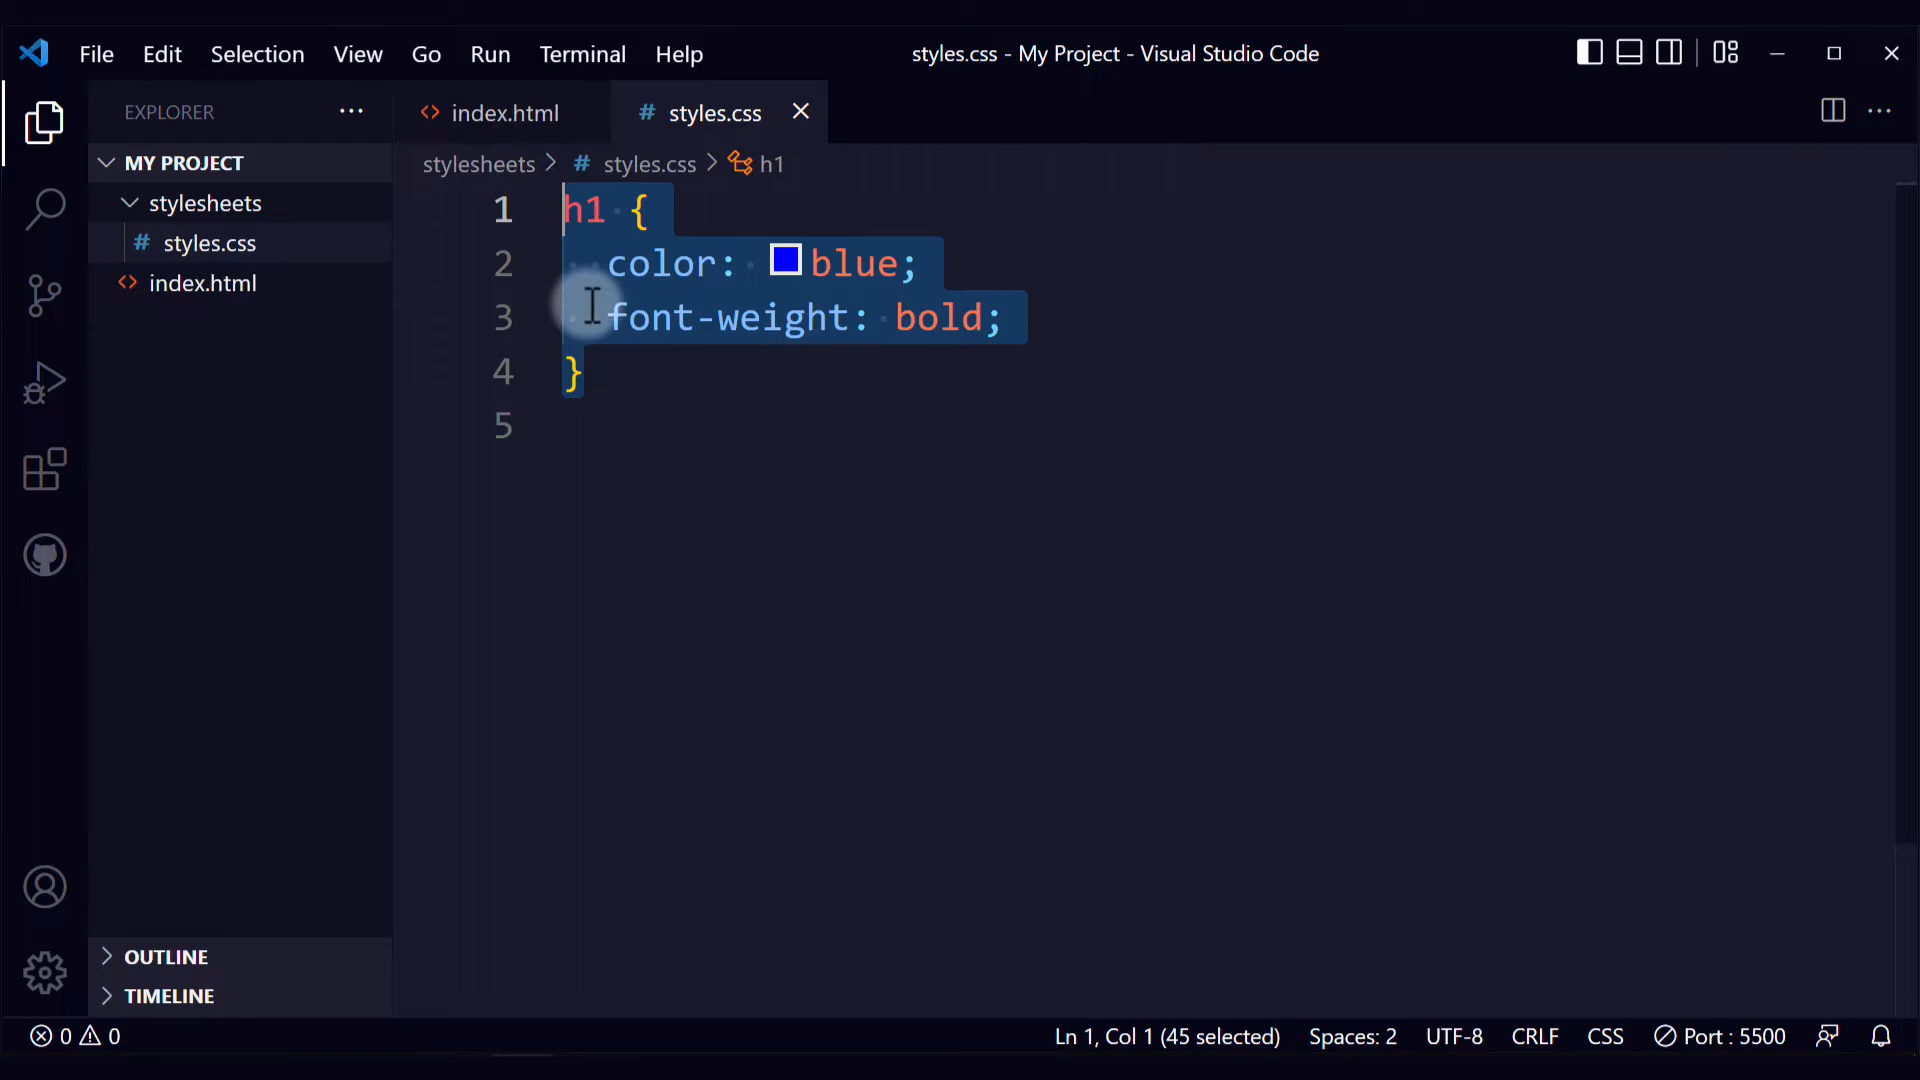 File Edit Selection View Go Run Terminal Help styles.css - My Project - Visual Studio Code
EXPLORER ··· <> index.html # styles.css ×
MY PROJECT
stylesheets > # styles.css > h1
stylesheets
# styles.css
<> index.html
1 h1 {
2 color: blue;
3 font-weight: bold;
4 }
5
OUTLINE
TIMELINE
0 0 Ln 1, Col 1 (45 selected) Spaces: 2 UTF-8 CRLF CSS Port : 5500